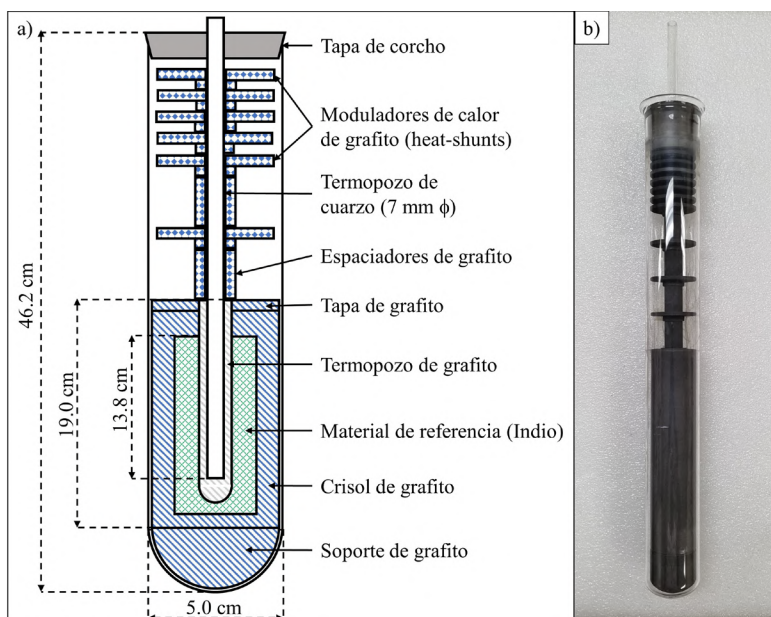 a)
Tapa de corcho
Moduladores de calor
de grafito (heat-shunts)
Termopozo de
cuarzo (7 mm ϕ)
Espaciadores de grafito
Tapa de grafito
Termopozo de grafito
Material de referencia (Indio)
Crisol de grafito
Soporte de grafito
46.2 cm
19.0 cm
13.8 cm
5.0 cm
b)